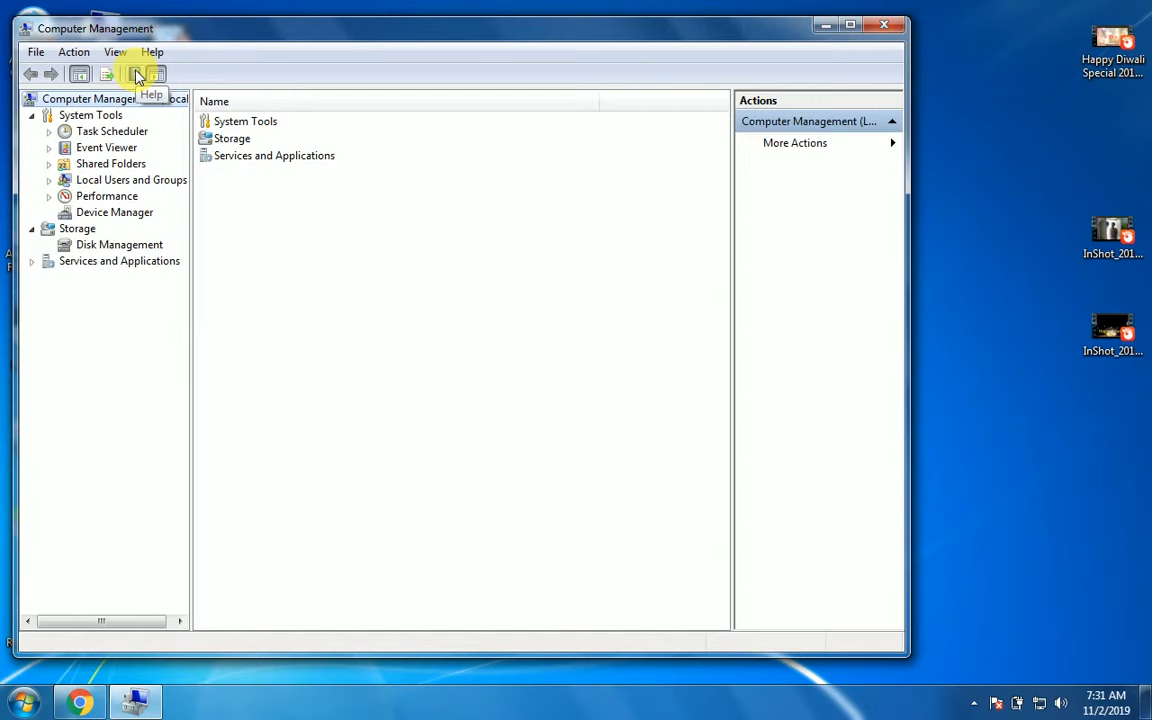 Computer Management
File Action View Help
Help
Computer Manage
ocal
System Tools
Task Scheduler
Event Viewer
Shared Folders
Local Users and Groups
Performance
Device Manager
Storage
Disk Management
Services and Applications
Name
System Tools
Storage
Services and Applications
Actions
Computer Management (L...
More Actions
Happy Diwali
Special 201...
InShot_201...
InShot_201...
7:31 AM
11/2/2019